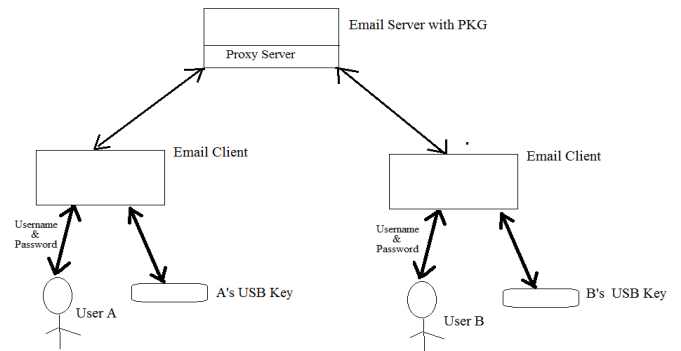 Email Server with PKG
Proxy Server
Email Client
Email Client
Username
&
Password
Username
&
Password
A's USB Key
B's USB Key
User A
User B